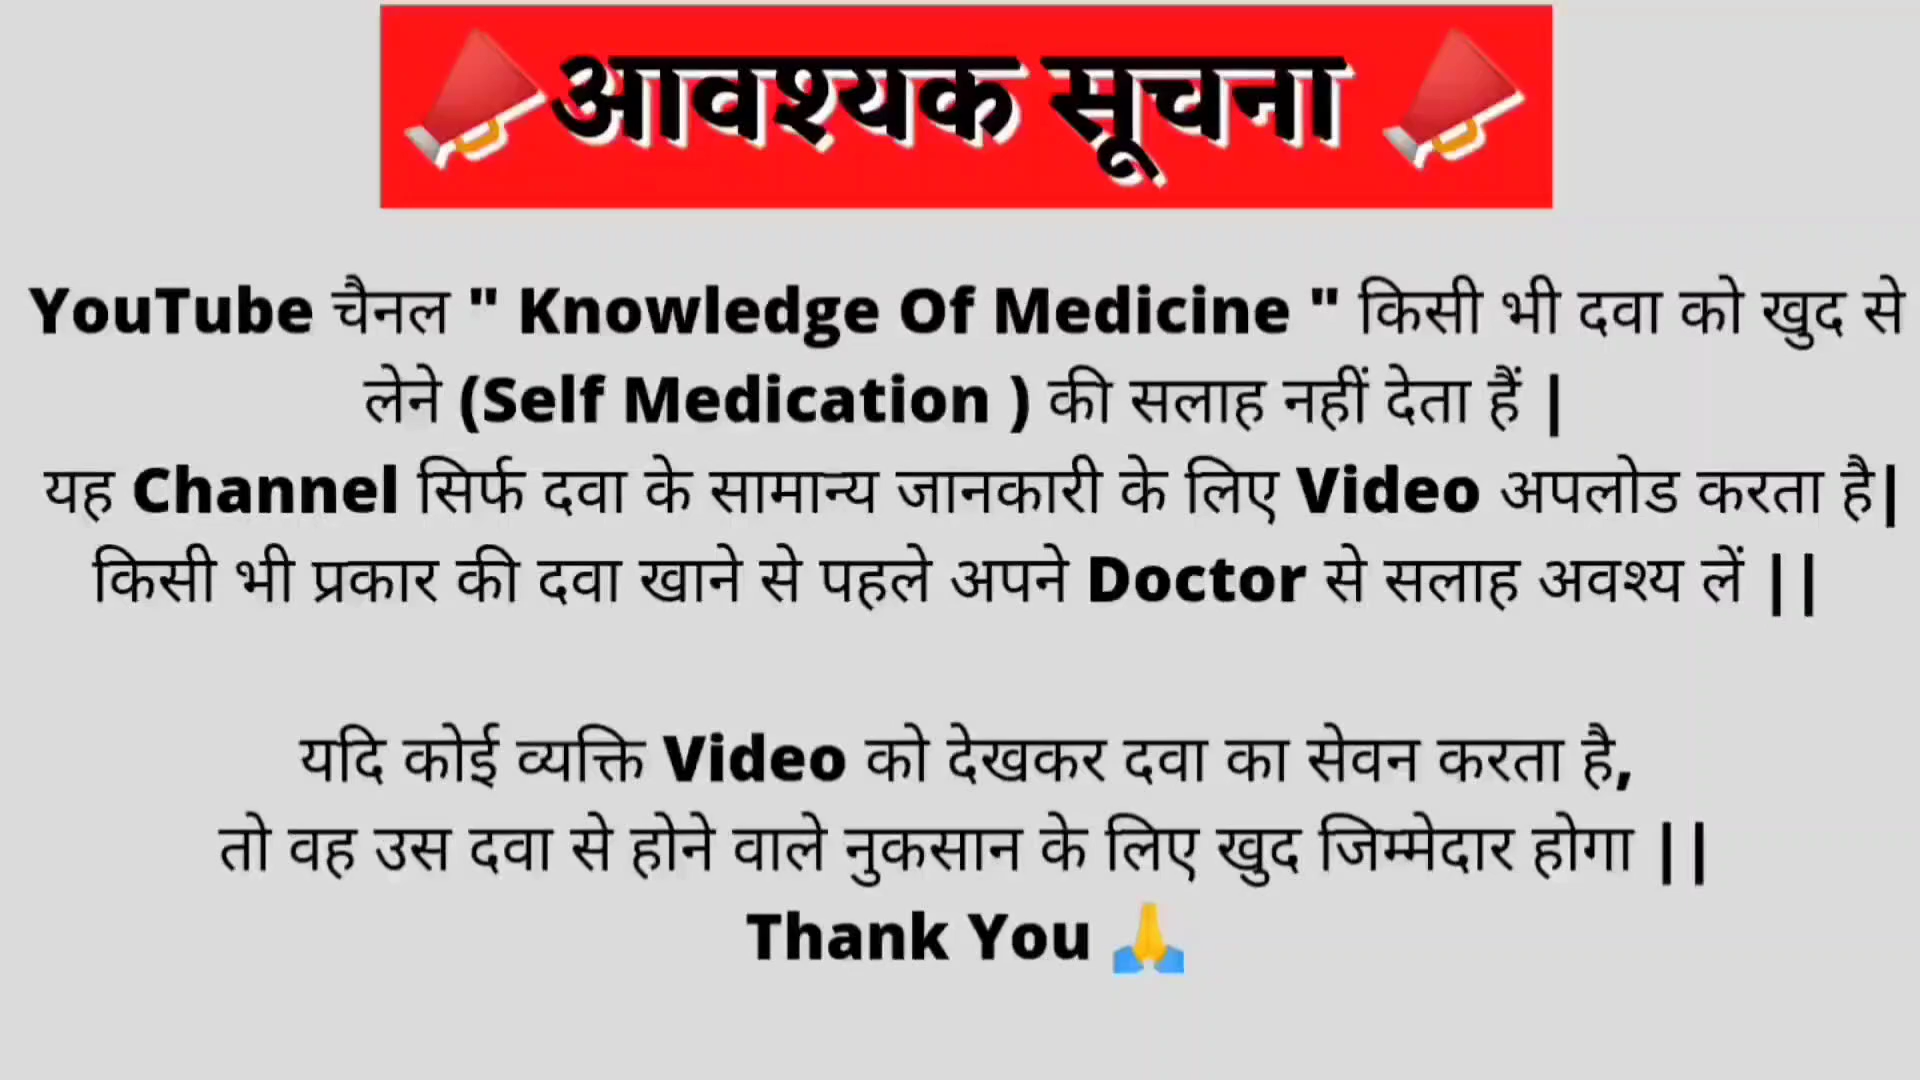 आवश्यक सूचना
YouTube चैनल " Knowledge Of Medicine " किसी भी दवा को खुद से
लेने (Self Medication ) की सलाह नहीं देता हैं |
यह Channel सिर्फ दवा के सामान्य जानकारी के लिए Video अपलोड करता है|
किसी भी प्रकार की दवा खाने से पहले अपने Doctor से सलाह अवश्य लें ||
यदि कोई व्यक्ति Video को देखकर दवा का सेवन करता है,
तो वह उस दवा से होने वाले नुकसान के लिए खुद जिम्मेदार होगा ||
Thank You 🙏